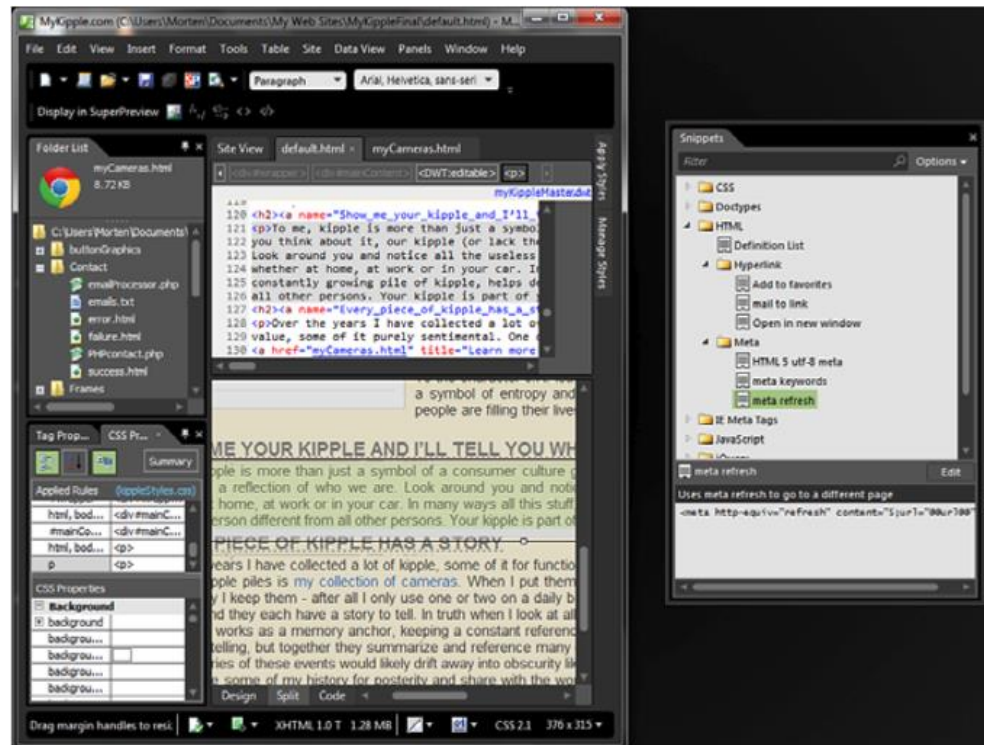 MyKipple.com (C:\Users\Morten\Documents\My Web Sites\MyKippleFinal\default.html) - M...
File Edit View Insert Format Tools Table Site Data View Panels Window Help
Paragraph
Arial, Helvetica, sans-seri
Display in SuperPreview
Folder List
myCameras.html
8.72 KB
C:\Users\Morten\Documents\
buttonGraphics
Contact
emailProcessor.php
emails.txt
error.html
failure.html
PHPcontact.php
success.html
Frames
Site View default.html × myCameras.html
<div #wrapper> <div #mainContent> <DWT:editable> <p>
myKippleMaster.dwt
119
120 <h2><a name="Show_me_your_kipple_and_I'll_
121 <p>To me, kipple is more than just a symbo
122 you think about it, our kipple (or lack the
123 Look around you and notice all the useless
124 whether at home, at work or in your car. In
125 constantly growing pile of kipple, helps de
126 all other persons. Your kipple is part of y
127 <h2><a name="Every_piece_of_kipple_has_a_st
128 <p>Over the years I have collected a lot o
129 value, some of it purely sentimental. One
130 <a href="myCameras.html" title="Learn more
Apply Styles
Manage Styles
Tag Prop... CSS Pr...
Summary
Applied Rules (kippleStyles.css)
html, bod... <div #mainC...
#mainCo... <div #mainC...
html, bod... <p>
p <p>
CSS Properties
Background
background
backgrou...
backgrou...
backgrou...
backgrou...
backgrou...
a symbol of entropy and
people are filling their live
ME YOUR KIPPLE AND I'LL TELL YOU WH
pple is more than just a symbol of a consumer culture
a reflection of who we are. Look around you and noti
home, at work or in your car. In many ways all this stuff
erson different from all other persons. Your kipple is part of
PIECE OF KIPPLE HAS A STORY
years I have collected a lot of kipple, some of it for functio
pple piles is my collection of cameras. When I put them
y I keep them - after all I only use one or two on a daily b
nd they each have a story to tell. In truth when I look at all
works as a memory anchor, keeping a constant referenc
telling, but together they summarize and reference many
ries of these events would likely drift away into obscurity lik
e some of my history for posterity and share with the wo
Design Split Code
Drag margin handles to resi
XHTML 1.0 T 1.28 MB CSS 2.1 376 x 315
Snippets
Filter
Options
CSS
Doctypes
HTML
Definition List
Hyperlink
Add to favorites
mail to link
Open in new window
Meta
HTML 5 utf-8 meta
meta keywords
meta refresh
IE Meta Tags
JavaScript
jQuery
meta refresh
Edit
Uses meta refresh to go to a different page